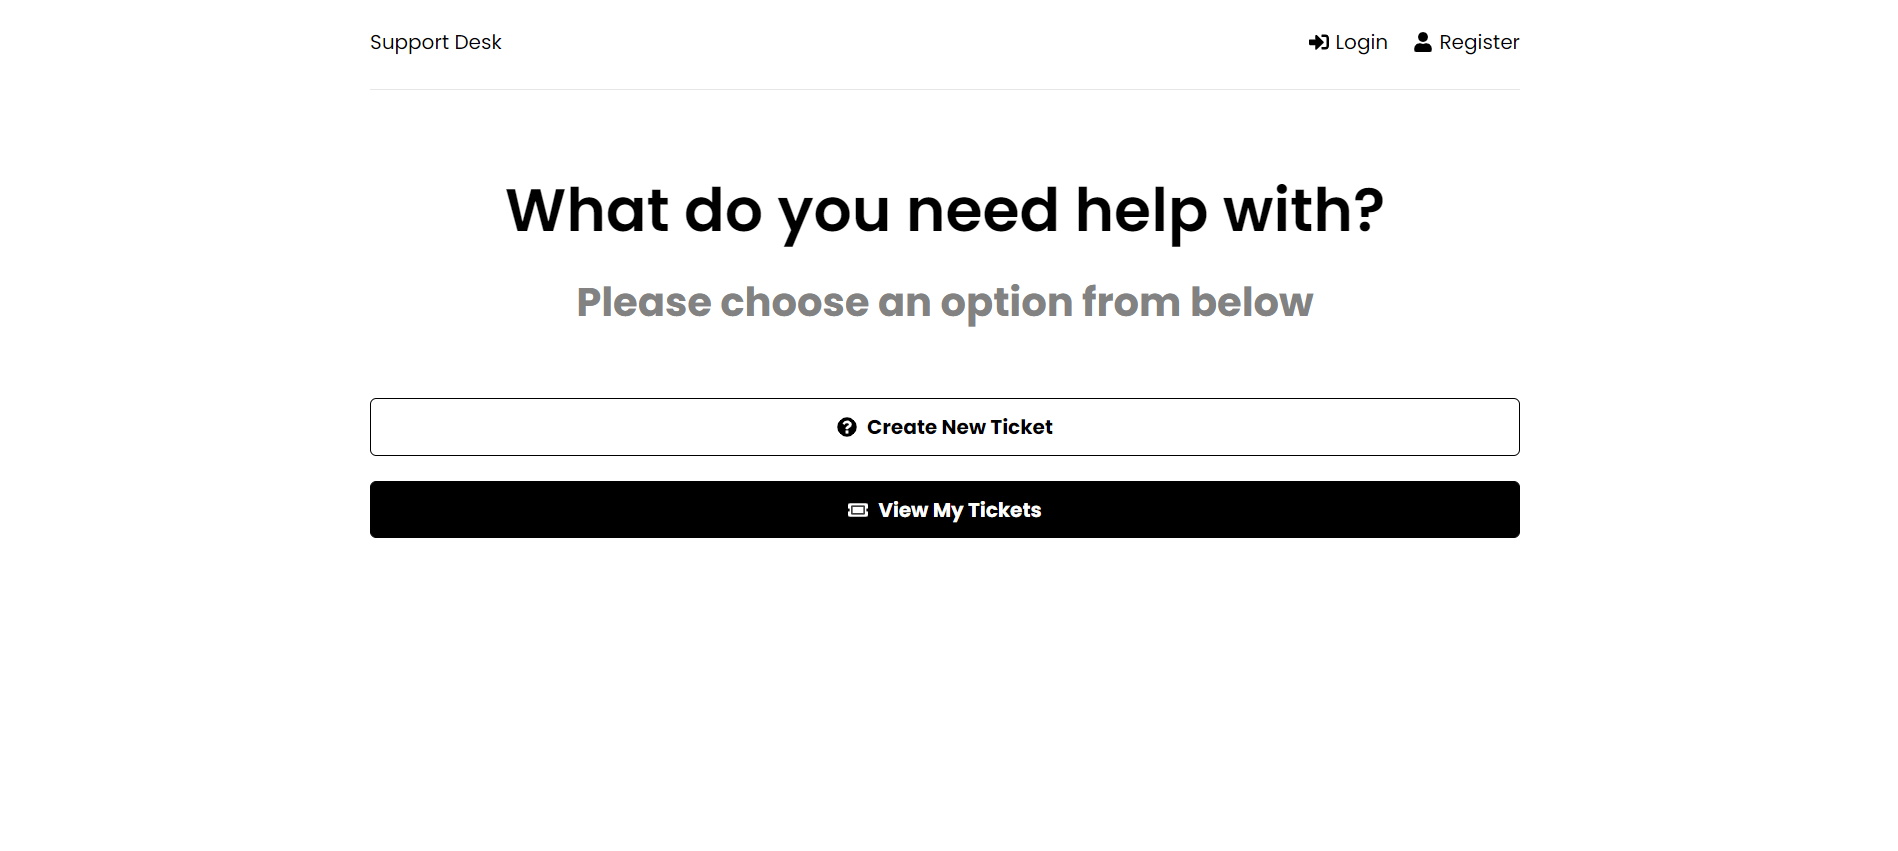 Support Desk
Login
Register
What do you need help with?
Please choose an option from below
Create New Ticket
View My Tickets